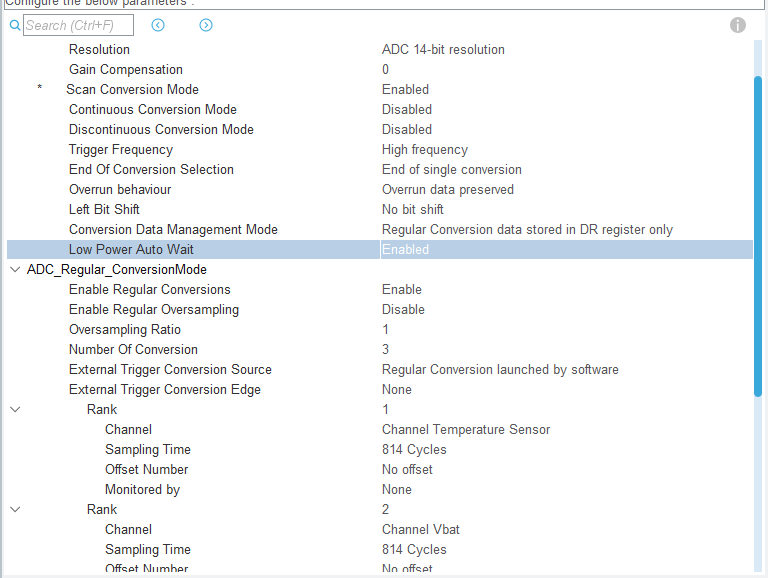 Configure the below parameters :
Search (Ctrl+F)
Resolution ADC 14-bit resolution
Gain Compensation 0
* Scan Conversion Mode Enabled
Continuous Conversion Mode Disabled
Discontinuous Conversion Mode Disabled
Trigger Frequency High frequency
End Of Conversion Selection End of single conversion
Overrun behaviour Overrun data preserved
Left Bit Shift No bit shift
Conversion Data Management Mode Regular Conversion data stored in DR register only
Low Power Auto Wait Enabled
ADC_Regular_ConversionMode
Enable Regular Conversions Enable
Enable Regular Oversampling Disable
Oversampling Ratio 1
Number Of Conversion 3
External Trigger Conversion Source Regular Conversion launched by software
External Trigger Conversion Edge None
Rank 1
Channel Channel Temperature Sensor
Sampling Time 814 Cycles
Offset Number No offset
Monitored by None
Rank 2
Channel Channel Vbat
Sampling Time 814 Cycles
Offset Number No offset